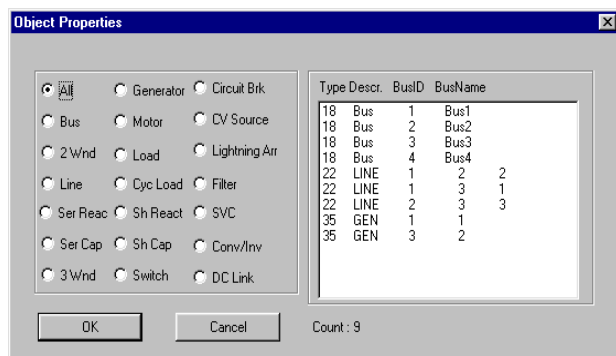 Object Properties
All Generator Circuit Brk
Bus Motor CV Source
2 Wnd Load Lightning Arr
Line Cyc Load Filter
Ser Reac Sh React SVC
Ser Cap Sh Cap Conv/Inv
3 Wnd Switch DC Link
Type Descr. BusID BusName
18 Bus 1 Bus1
18 Bus 2 Bus2
18 Bus 3 Bus3
18 Bus 4 Bus4
22 LINE 1 2 2
22 LINE 1 3 1
22 LINE 2 3 3
35 GEN 1 1
35 GEN 3 2
OK Cancel Count : 9